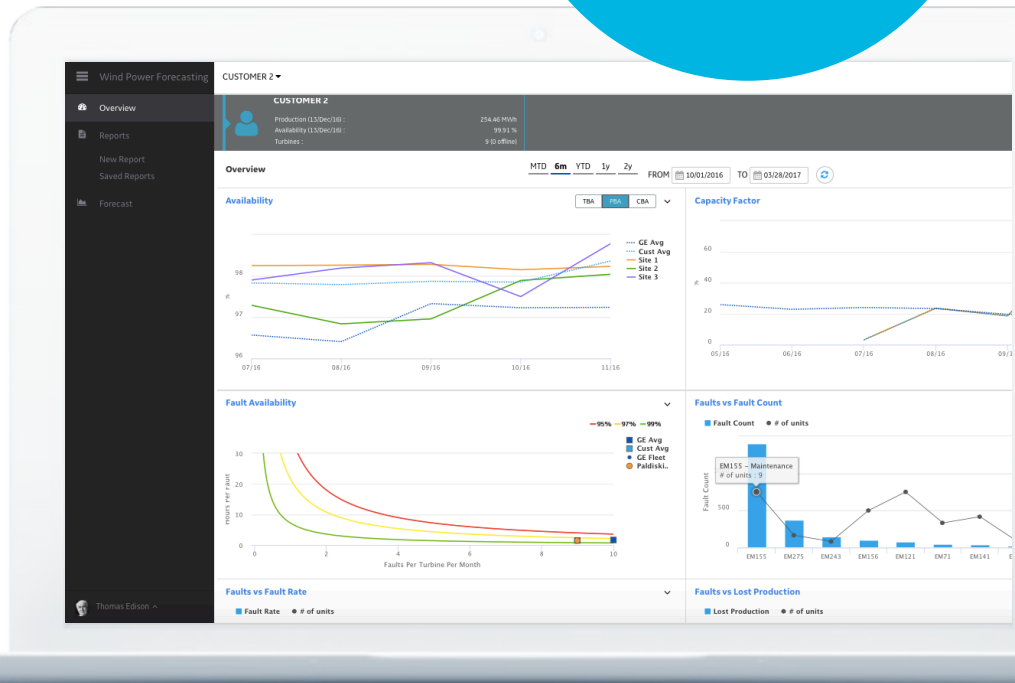 Wind Power Forecasting
CUSTOMER 2
Overview
Reports
New Report
Saved Reports
Forecast
Thomas Edison
CUSTOMER 2
Production (13/Dec/16) : 254.46 MWh
Availability (13/Dec/16) : 99.91 %
Turbines : 9 (0 offline)
Overview
MTD 6m YTD 1y 2y FROM 10/01/2016 TO 03/28/2017
Availability
TBA PBA CBA
GE Avg
Cust Avg
Site 1
Site 2
Site 3
98
97
96
%
07/16 08/16 09/16 10/16 11/16
Capacity Factor
60
40
20
0
%
05/16 06/16 07/16 08/16 09/1
Fault Availability
95% 97% 99%
GE Avg
Cust Avg
GE Fleet
Paldiski..
30
20
10
0
Hours Per Fault
0 2 4 6 8 10
Faults Per Turbine Per Month
Faults vs Fault Count
Fault Count # of units
EM155 – Maintenance
# of units : 9
500
0
Fault Count
EM155 EM275 EM243 EM156 EM121 EM71 EM141 E
Faults vs Fault Rate
Fault Rate # of units
Faults vs Lost Production
Lost Production # of units